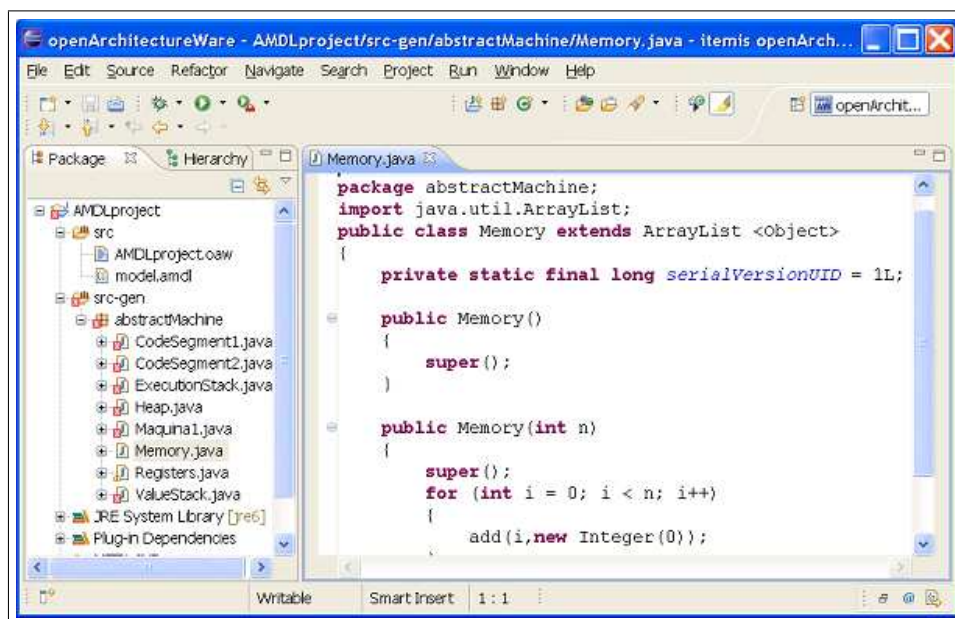 openArchitectureWare - AMDLproject/src-gen/abstractMachine/Memory.java - itemis openArch...
File Edit Source Refactor Navigate Search Project Run Window Help
openArchit...
Package Hierarchy
Memory.java
AMDLproject
src
AMDLproject.oaw
model.amdl
src-gen
abstractMachine
CodeSegment1.java
CodeSegment2.java
ExecutionStack.java
Heap.java
Maquina1.java
Memory.java
Registers.java
ValueStack.java
JRE System Library [jre6]
Plug-in Dependencies
package abstractMachine;
import java.util.ArrayList;
public class Memory extends ArrayList <Object>
{
private static final long serialVersionUID = 1L;
public Memory()
{
super();
}
public Memory(int n)
{
super();
for (int i = 0; i < n; i++)
{
add(i,new Integer(0));
Writable Smart Insert 1 : 1